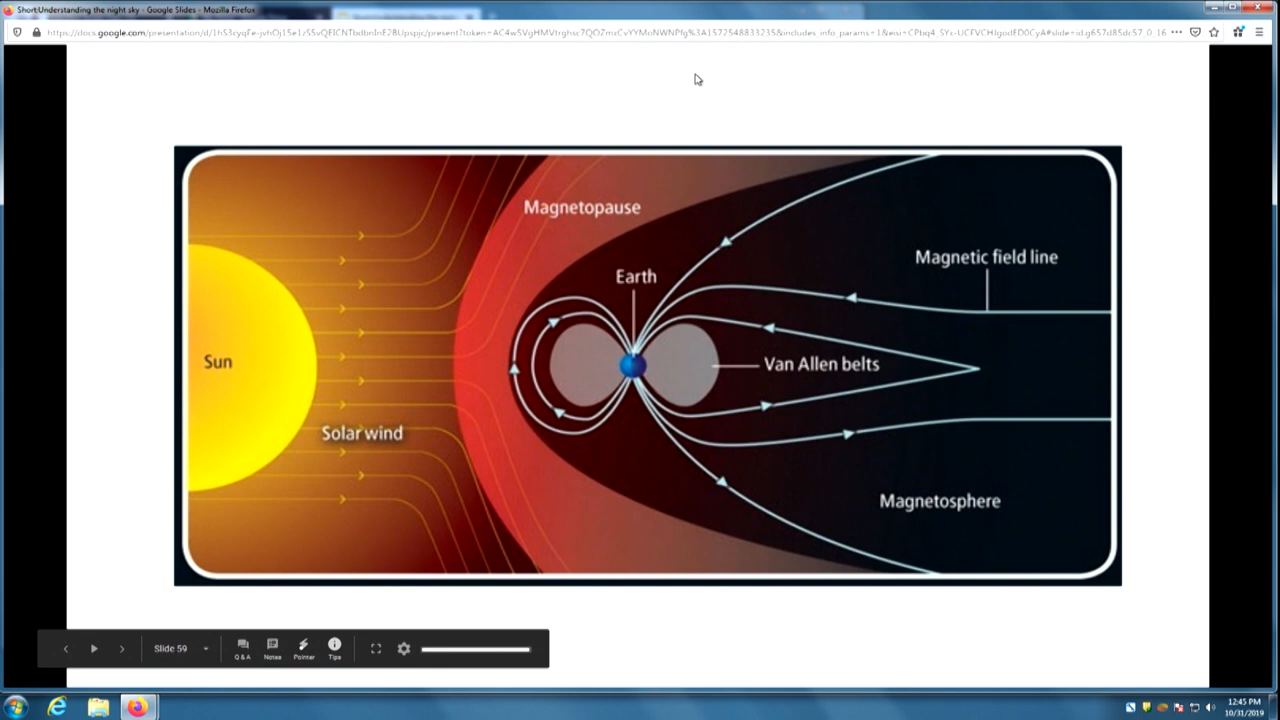 Short:Understanding the night sky - Google Slides - Mozilla Firefox
Magnetopause
Earth
Magnetic field line
Sun
Van Allen belts
Solar wind
Magnetosphere
Slide 59
Q & A
Notes
Pointer
Tips
12:45 PM
10/31/2019